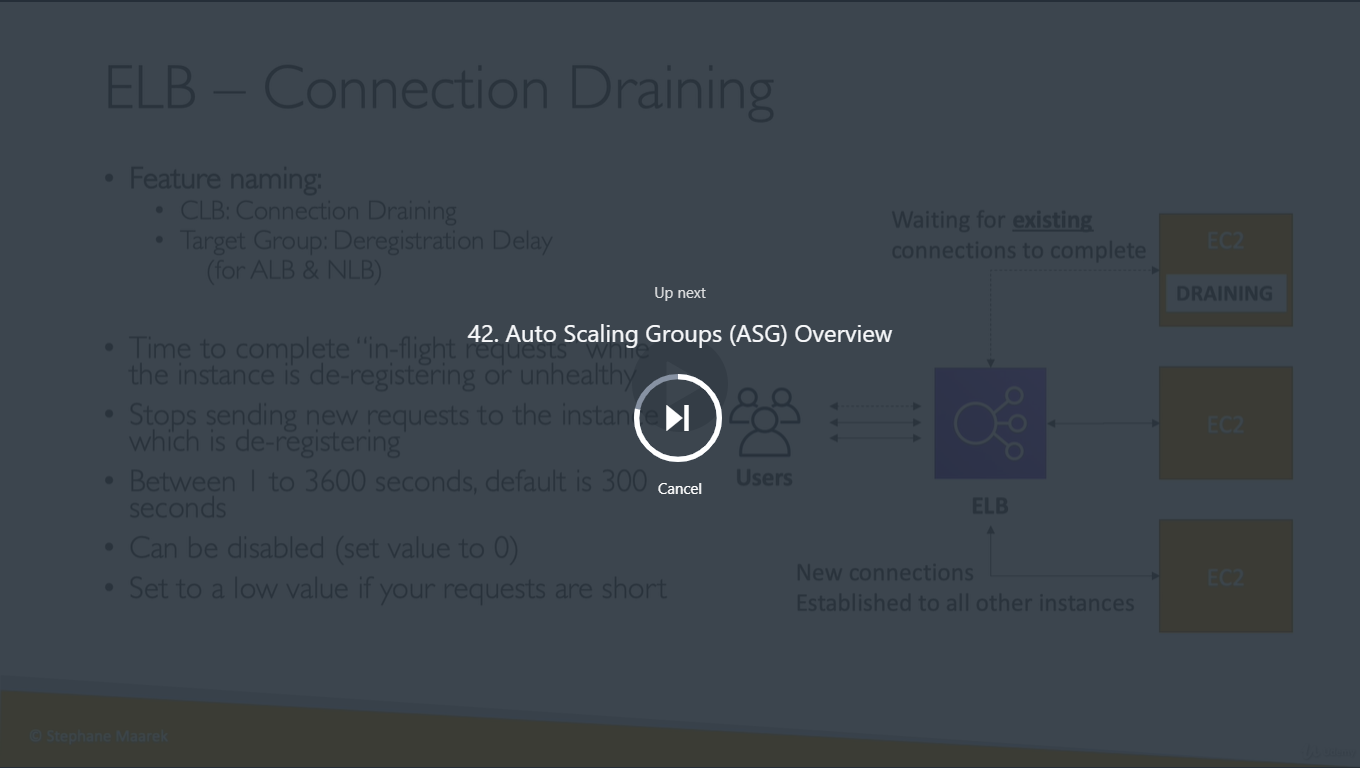 ELB – Connection Draining
• Feature naming:
• CLB: Connection Draining
• Target Group: Deregistration Delay
(for ALB & NLB)
• Time to complete “in-flight requests” while
the instance is de-registering or unhealthy
• Stops sending new requests to the instance
which is de-registering
• Between 1 to 3600 seconds, default is 300
seconds
• Can be disabled (set value to 0)
• Set to a low value if your requests are short
Waiting for existing
connections to complete
EC2
DRAINING
Users
ELB
EC2
New connections
Established to all other instances
EC2
Up next
42. Auto Scaling Groups (ASG) Overview
Cancel
© Stephane Maarek